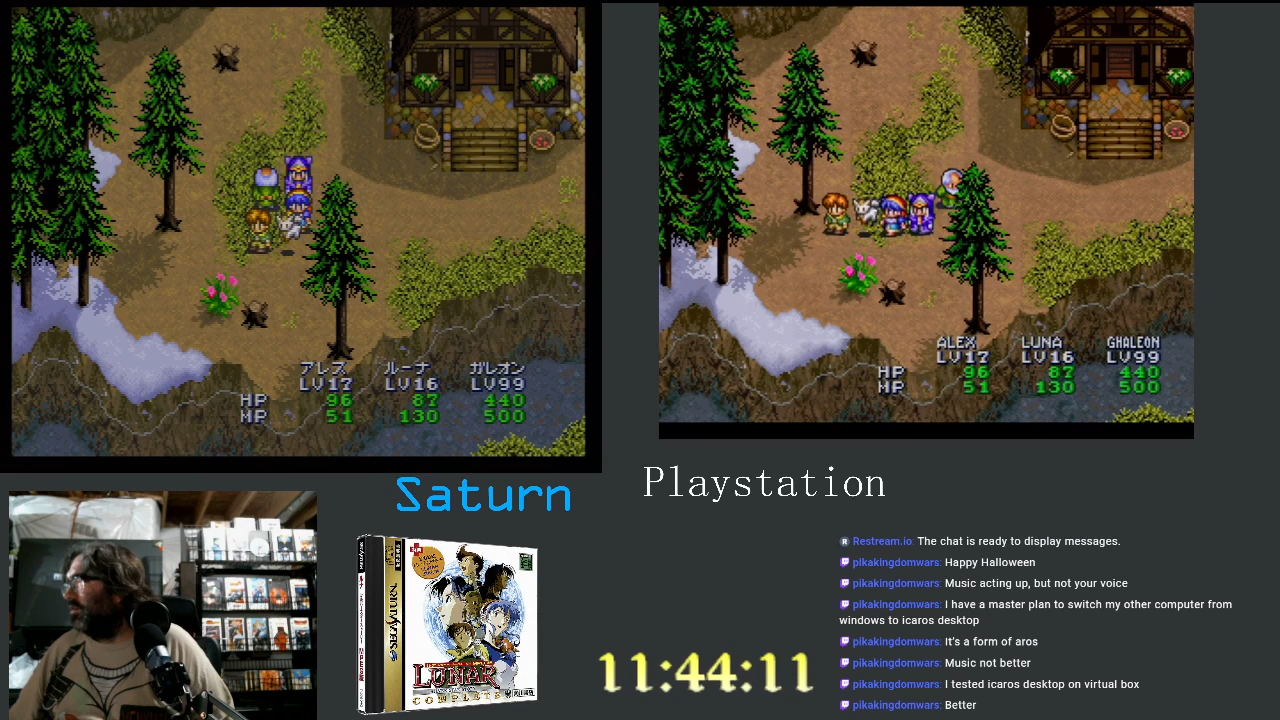 アレス ルーナ ガレオン
LV17 LV16 LV99
HP 96 87 440
MP 51 130 500
ALEX LUNA GHALEON
LV17 LV16 LV99
HP 96 87 440
MP 51 130 500
Saturn
Playstation
SEGA SATURN
LUNAR
COMPLETE
11:44:11
Restream.io: The chat is ready to display messages.
pikakingdomwars: Happy Halloween
pikakingdomwars: Music acting up, but not your voice
pikakingdomwars: I have a master plan to switch my other computer from
windows to icaros desktop
pikakingdomwars: It's a form of aros
pikakingdomwars: Music not better
pikakingdomwars: I tested icaros desktop on virtual box
pikakingdomwars: Better